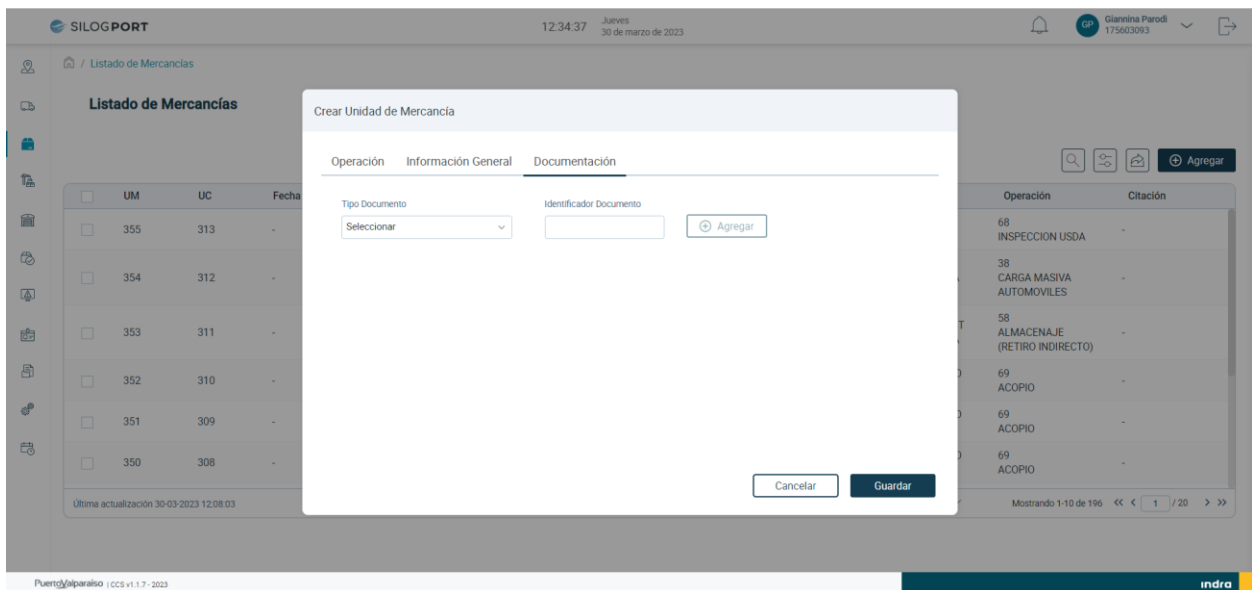 SILOGPORT
12:34:37
Jueves
30 de marzo de 2023
GP
Giannina Parodi
175603093
/ Listado de Mercancías
Listado de Mercancías
Crear Unidad de Mercancía
Operación Información General Documentación
Agregar
UM UC Fecha Operación Citación
Tipo Documento Identificador Documento
Seleccionar
Agregar
355 313 - 68 -
INSPECCION USDA
354 312 - 38 -
CARGA MASIVA
AUTOMOVILES
353 311 - 58 -
ALMACENAJE
(RETIRO INDIRECTO)
352 310 - 69 -
ACOPIO
351 309 - 69 -
ACOPIO
350 308 - 69 -
ACOPIO
Cancelar Guardar
Última actualización 30-03-2023 12:08:03
Mostrando 1-10 de 196 << < 1 / 20 > >>
PuertoValparaíso | CCS v1.1.7 - 2023
indra